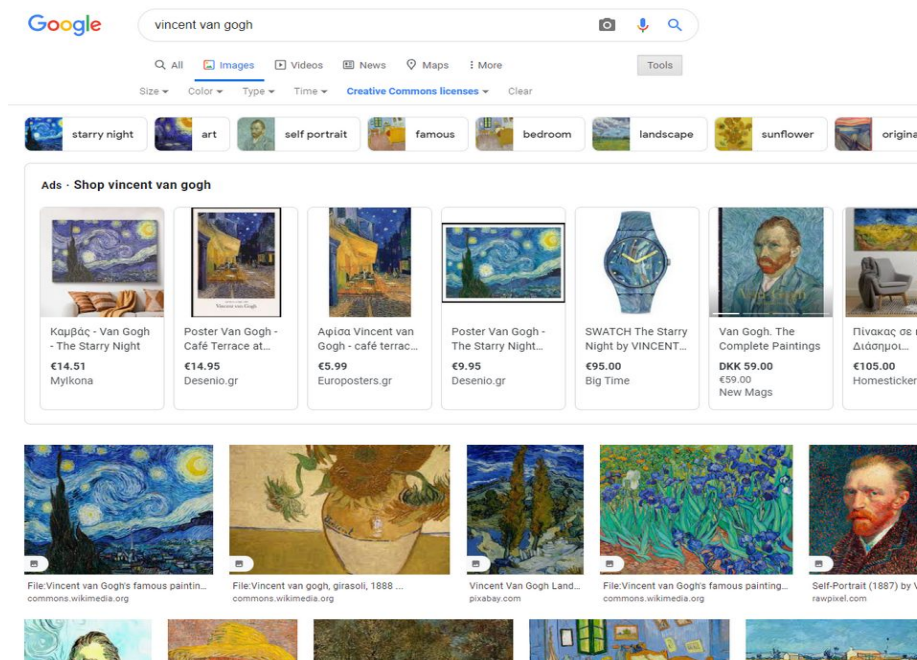 Google
vincent van gogh
All Images Videos News Maps More Tools
Size Color Type Time Creative Commons licenses Clear
starry night art self portrait famous bedroom landscape sunflower
Ads · Shop vincent van gogh
Vincent van Gogh
Καμβάς - Van Gogh
- The Starry Night
€14.51
Mylkona
Poster Van Gogh -
Café Terrace at...
€14.95
Desenio.gr
Αφίσα Vincent van
Gogh - café terrac...
€5.99
Europosters.gr
Poster Van Gogh -
The Starry Night...
€9.95
Desenio.gr
SWATCH The Starry
Night by VINCENT...
€95.00
Big Time
Van Gogh. The
Complete Paintings
DKK 59.00
€59.00
New Mags
Πίνακας σε
Διάσημοι...
€105.00
Homesticker
File:Vincent van Gogh's famous paintin...
commons.wikimedia.org
File:Vincent van gogh, girasoli, 1888 ...
commons.wikimedia.org
Vincent Van Gogh Land...
pixabay.com
File:Vincent van Gogh's famous painting...
commons.wikimedia.org
Self-Portrait (1887) by
rawpixel.com